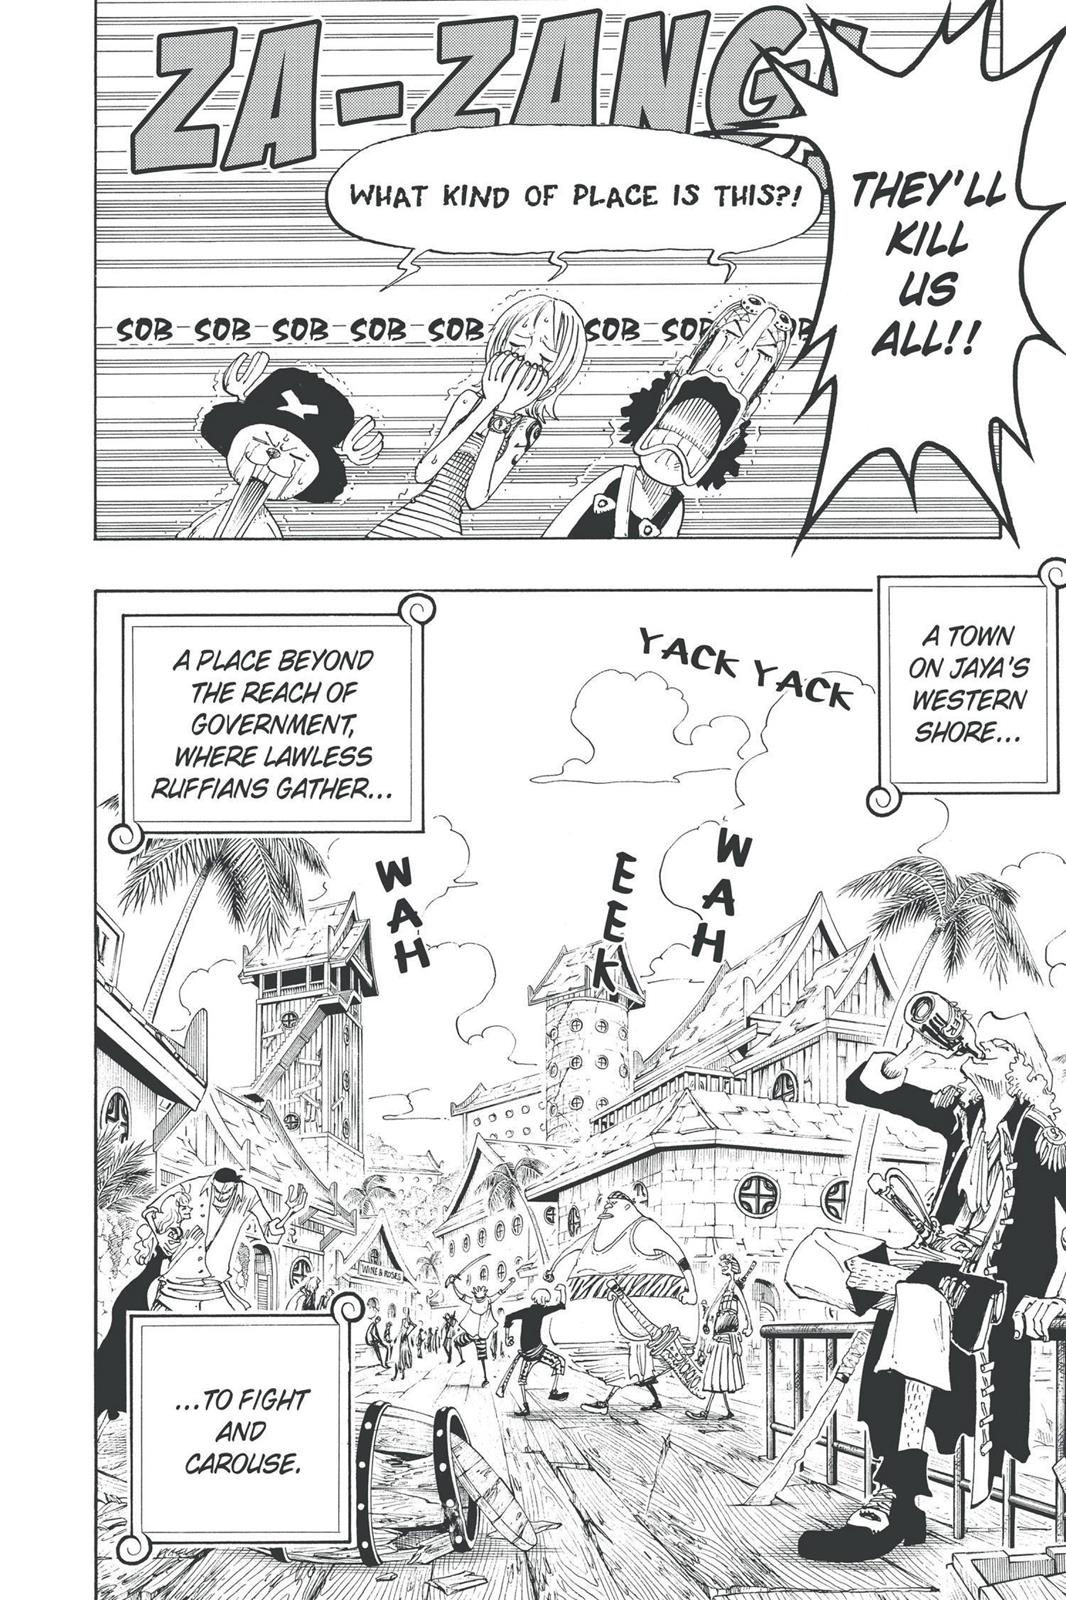 THEY'LL
KILL
US
ALL!!
ZA-ZANG
WHAT KIND OF PLACE IS THIS?!
SOB SOB SOB SOB SOB SOB SOB
A TOWN
ON JAYA'S
WESTERN
SHORE...
YACK YACK
A PLACE BEYOND
THE REACH OF
GOVERNMENT,
WHERE LAWLESS
RUFFIANS GATHER...
WAH
EEK
WAH
WINE & ROSES
...TO FIGHT
AND
CAROUSE.